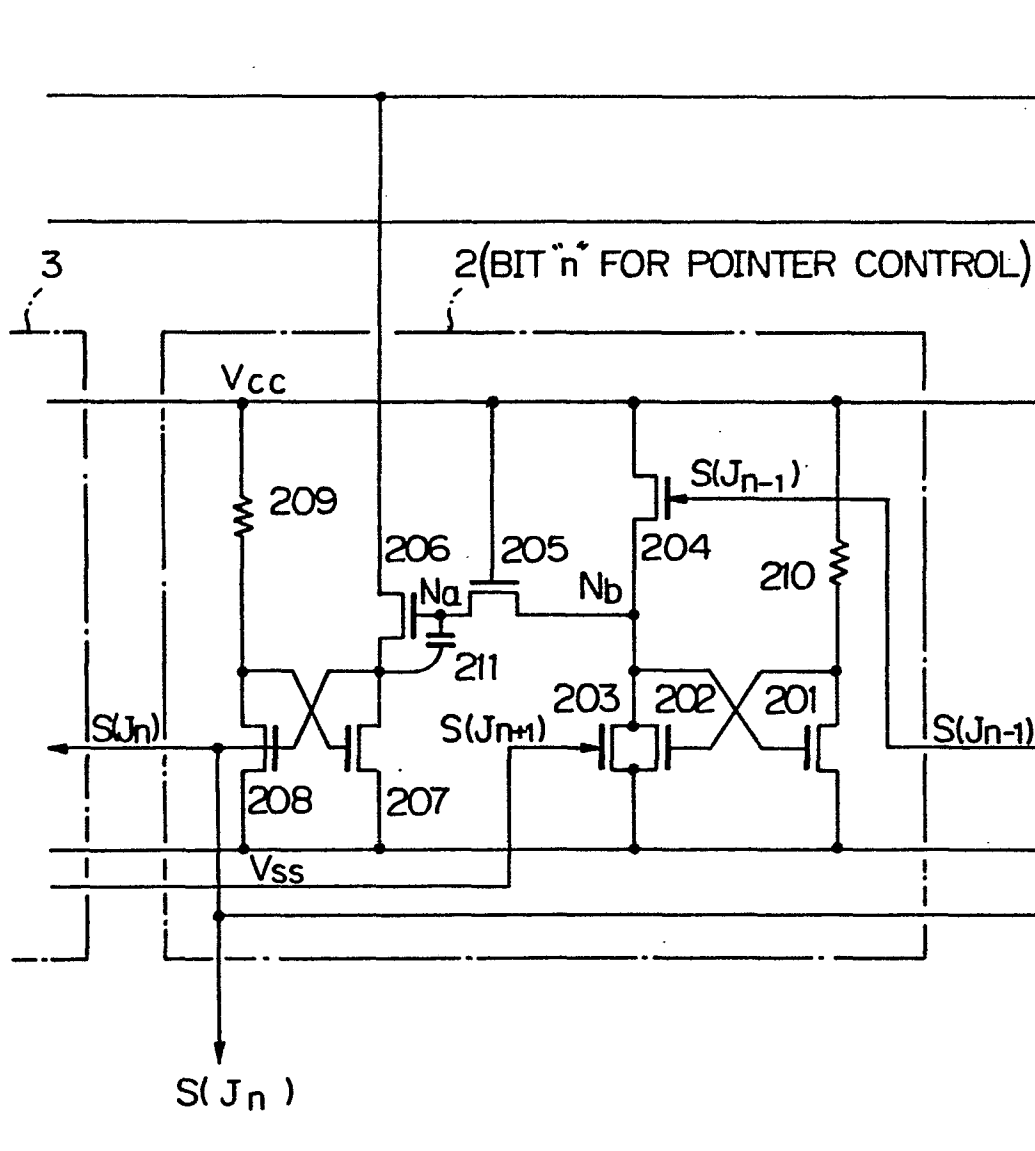 3
2(BIT "n" FOR POINTER CONTROL)
Vcc
209
S(Jn-1)
206
205
204
210
Na
Nb
211
203
202
201
S(Jn)
S(Jn+1)
S(Jn-1)
208
207
Vss
S(Jn)